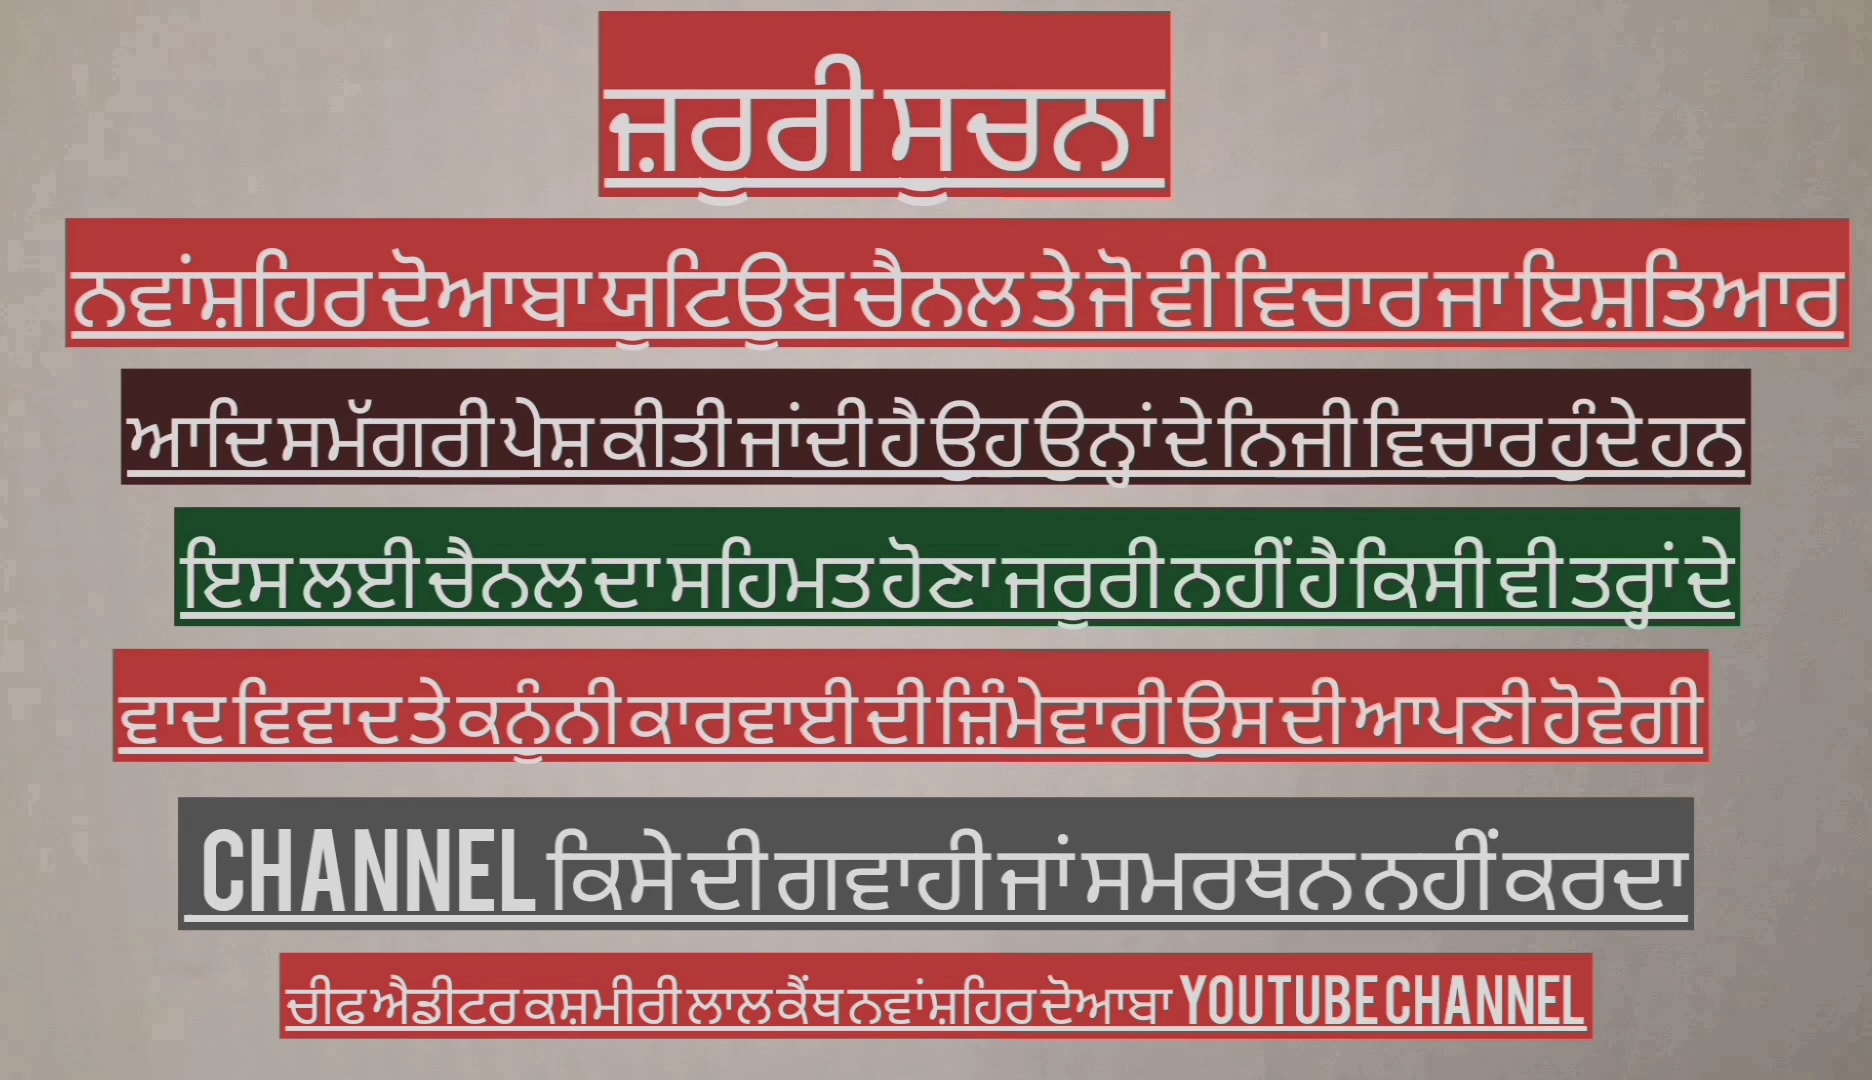 ਜ਼ਰੂਰੀ ਸੂਚਨਾ
ਨਵਾਂਸ਼ਹਿਰ ਦੋਆਬਾ ਯੂਟਿਊਬ ਚੈਨਲ ਤੇ ਜੋ ਵੀ ਵਿਚਾਰ ਜਾ ਇਸ਼ਤਿਆਰ
ਆਦਿ ਸਮੱਗਰੀ ਪੇਸ਼ ਕੀਤੀ ਜਾਂਦੀ ਹੈ ਉਹ ਉਨ੍ਹਾਂ ਦੇ ਨਿਜੀ ਵਿਚਾਰ ਹੁੰਦੇ ਹਨ
ਇਸ ਲਈ ਚੈਨਲ ਦਾ ਸਹਿਮਤ ਹੋਣਾ ਜਰੂਰੀ ਨਹੀਂ ਹੈ ਕਿਸੀ ਵੀ ਤਰ੍ਹਾਂ ਦੇ
ਵਾਦ ਵਿਵਾਦ ਤੇ ਕਨੂੰਨੀ ਕਾਰਵਾਈ ਦੀ ਜ਼ਿੰਮੇਵਾਰੀ ਉਸ ਦੀ ਆਪਣੀ ਹੋਵੇਗੀ
CHANNEL ਕਿਸੇ ਦੀ ਗਵਾਹੀ ਜਾਂ ਸਮਰਥਨ ਨਹੀਂ ਕਰਦਾ
ਚੀਫ ਐਡੀਟਰ ਕਸ਼ਮੀਰੀ ਲਾਲ ਕੈਂਥ ਨਵਾਂਸ਼ਹਿਰ ਦੋਆਬਾ YOUTUBE CHANNEL